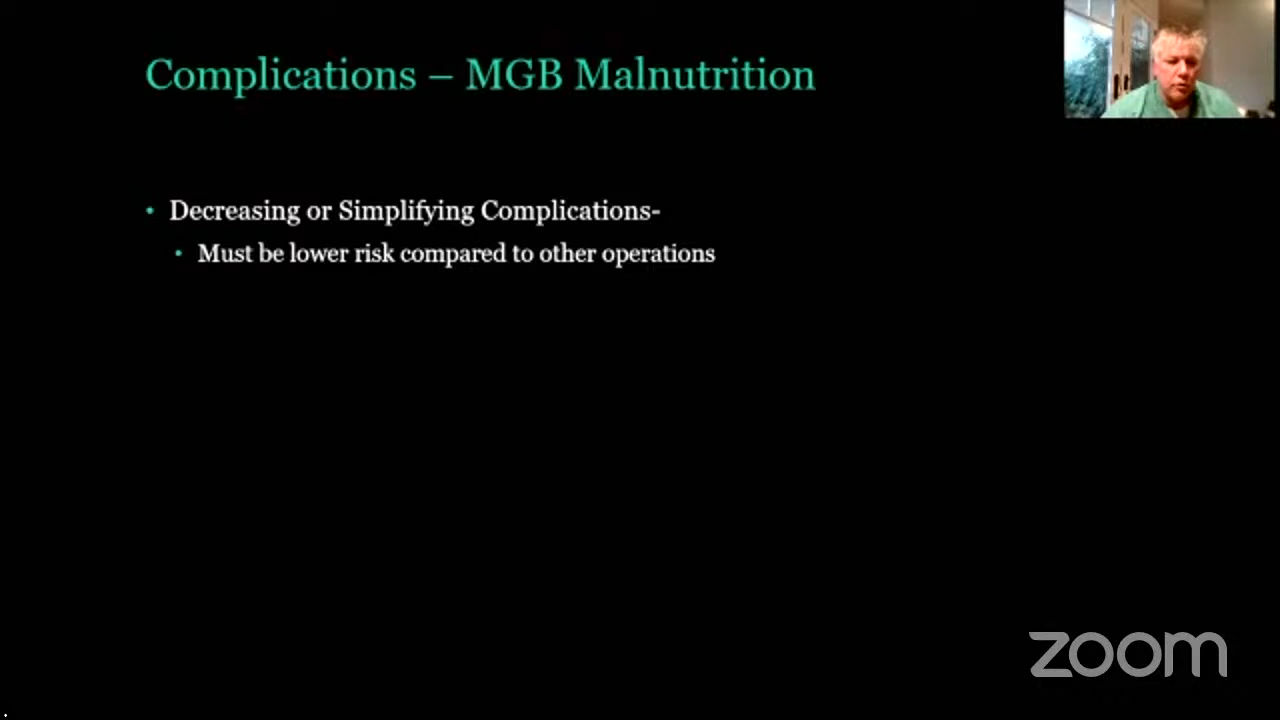 Complications – MGB Malnutrition
• Decreasing or Simplifying Complications-
• Must be lower risk compared to other operations
zoom